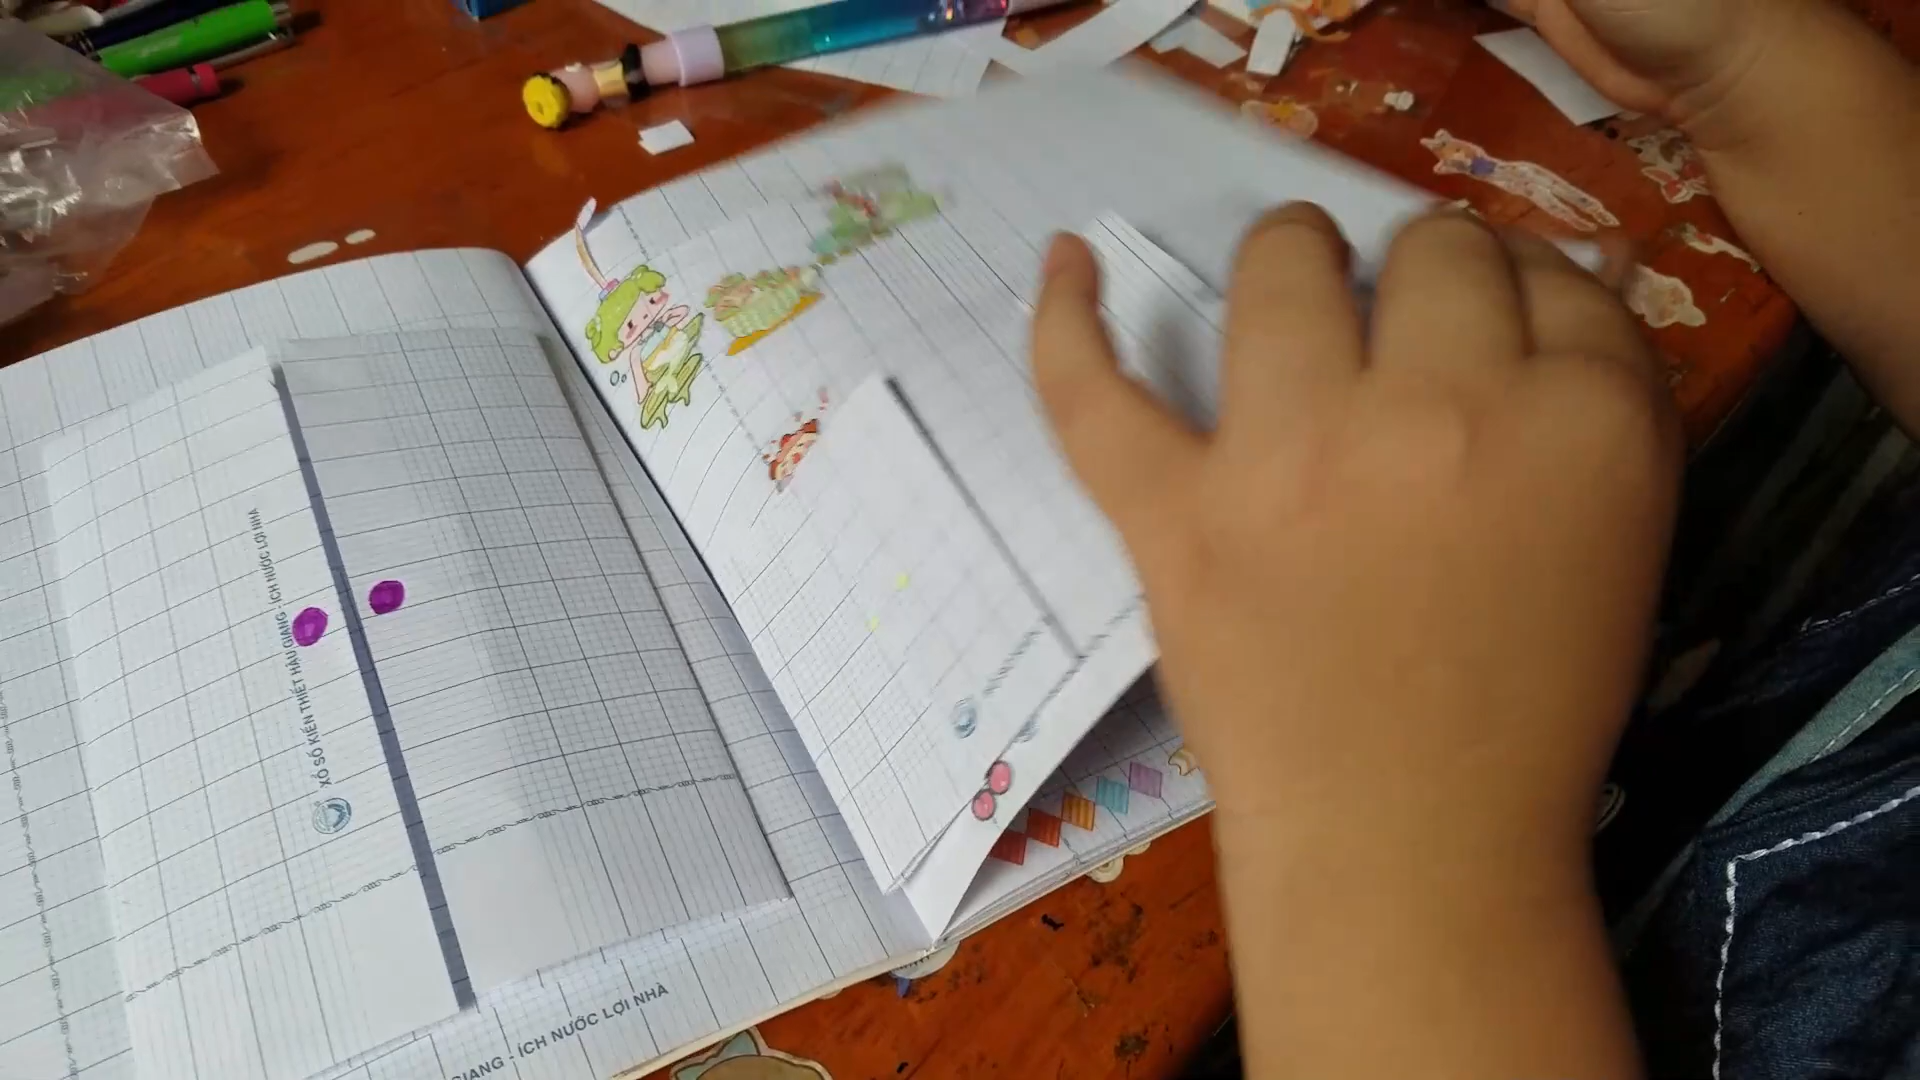 XỔ SỐ KIẾN THIẾT HẬU GIANG - ÍCH NƯỚC LỢI NHÀ
GIANG - ÍCH NƯỚC LỢI NHÀ